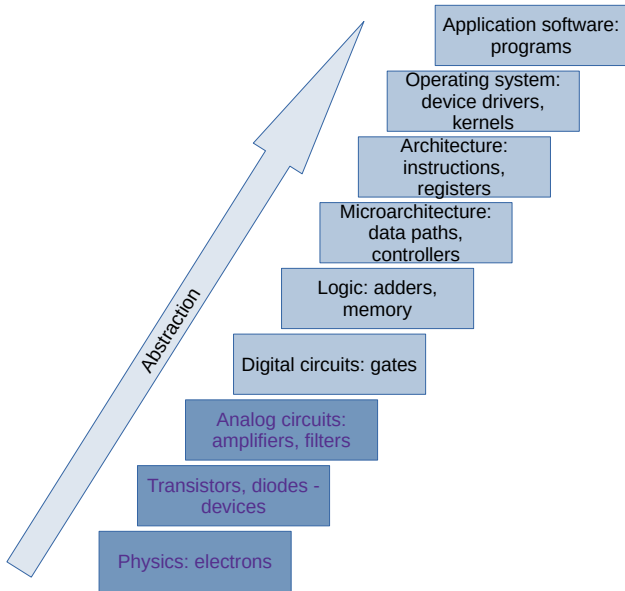 Application software:
programs
Operating system:
device drivers,
kernels
Architecture:
instructions,
registers
Microarchitecture:
data paths,
controllers
Logic: adders,
memory
Digital circuits: gates
Analog circuits:
amplifiers, filters
Transistors, diodes -
devices
Physics: electrons
Abstraction